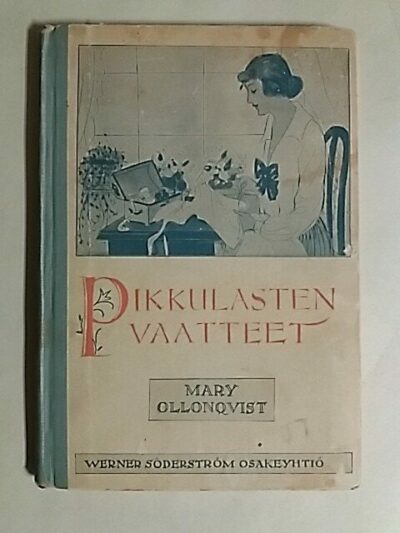 PIKKULASTEN
VAATTEET
MARY
OLLONQVIST
WERNER SÖDERSTRÖM OSAKEYHTIÖ